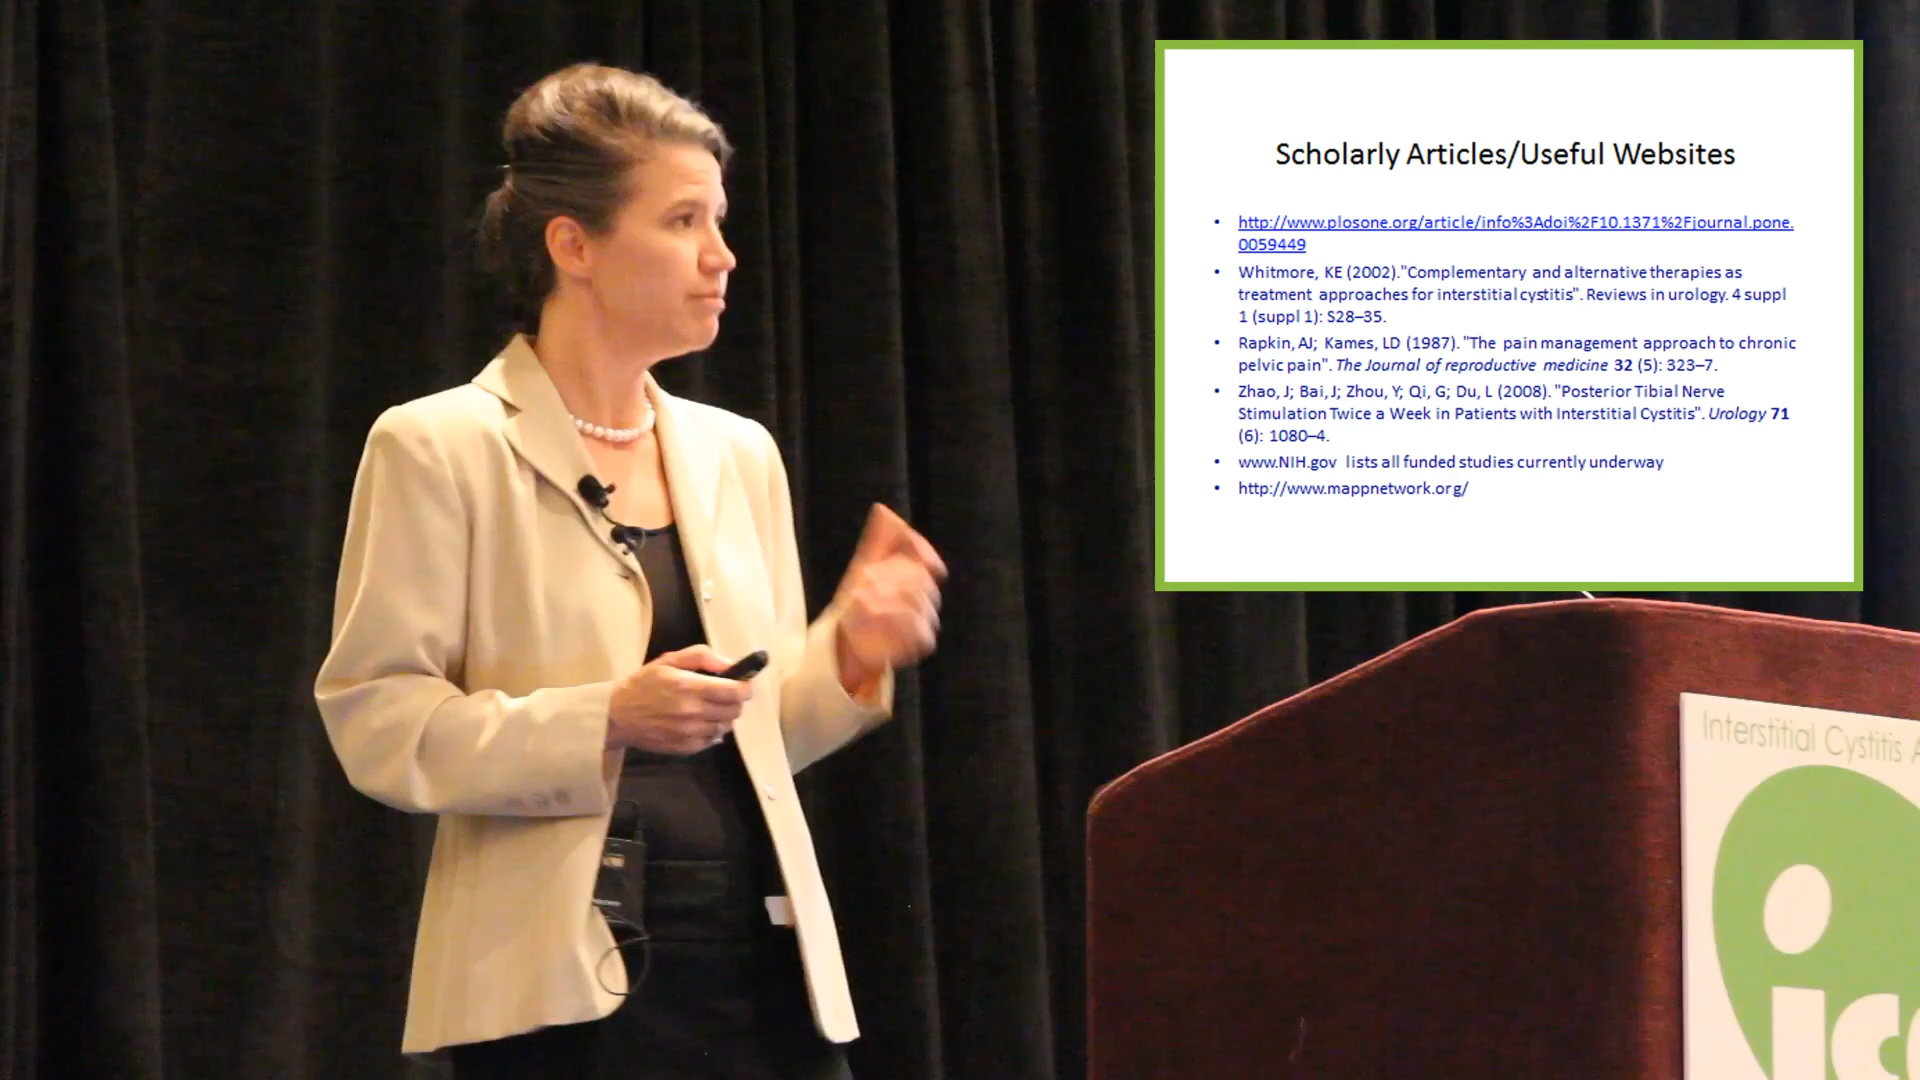 Scholarly Articles/Useful Websites
• http://www.plosone.org/article/info%3Adoi%2F10.1371%2Fjournal.pone.
0059449
• Whitmore, KE (2002)."Complementary and alternative therapies as
treatment approaches for interstitial cystitis". Reviews in urology. 4 suppl
1 (suppl 1): S28–35.
• Rapkin, AJ; Kames, LD (1987). "The pain management approach to chronic
pelvic pain". The Journal of reproductive medicine 32 (5): 323–7.
• Zhao, J; Bai, J; Zhou, Y; Qi, G; Du, L (2008). "Posterior Tibial Nerve
Stimulation Twice a Week in Patients with Interstitial Cystitis". Urology 71
(6): 1080–4.
• www.NIH.gov lists all funded studies currently underway
• http://www.mappnetwork.org/
Interstitial Cystitis A
ic